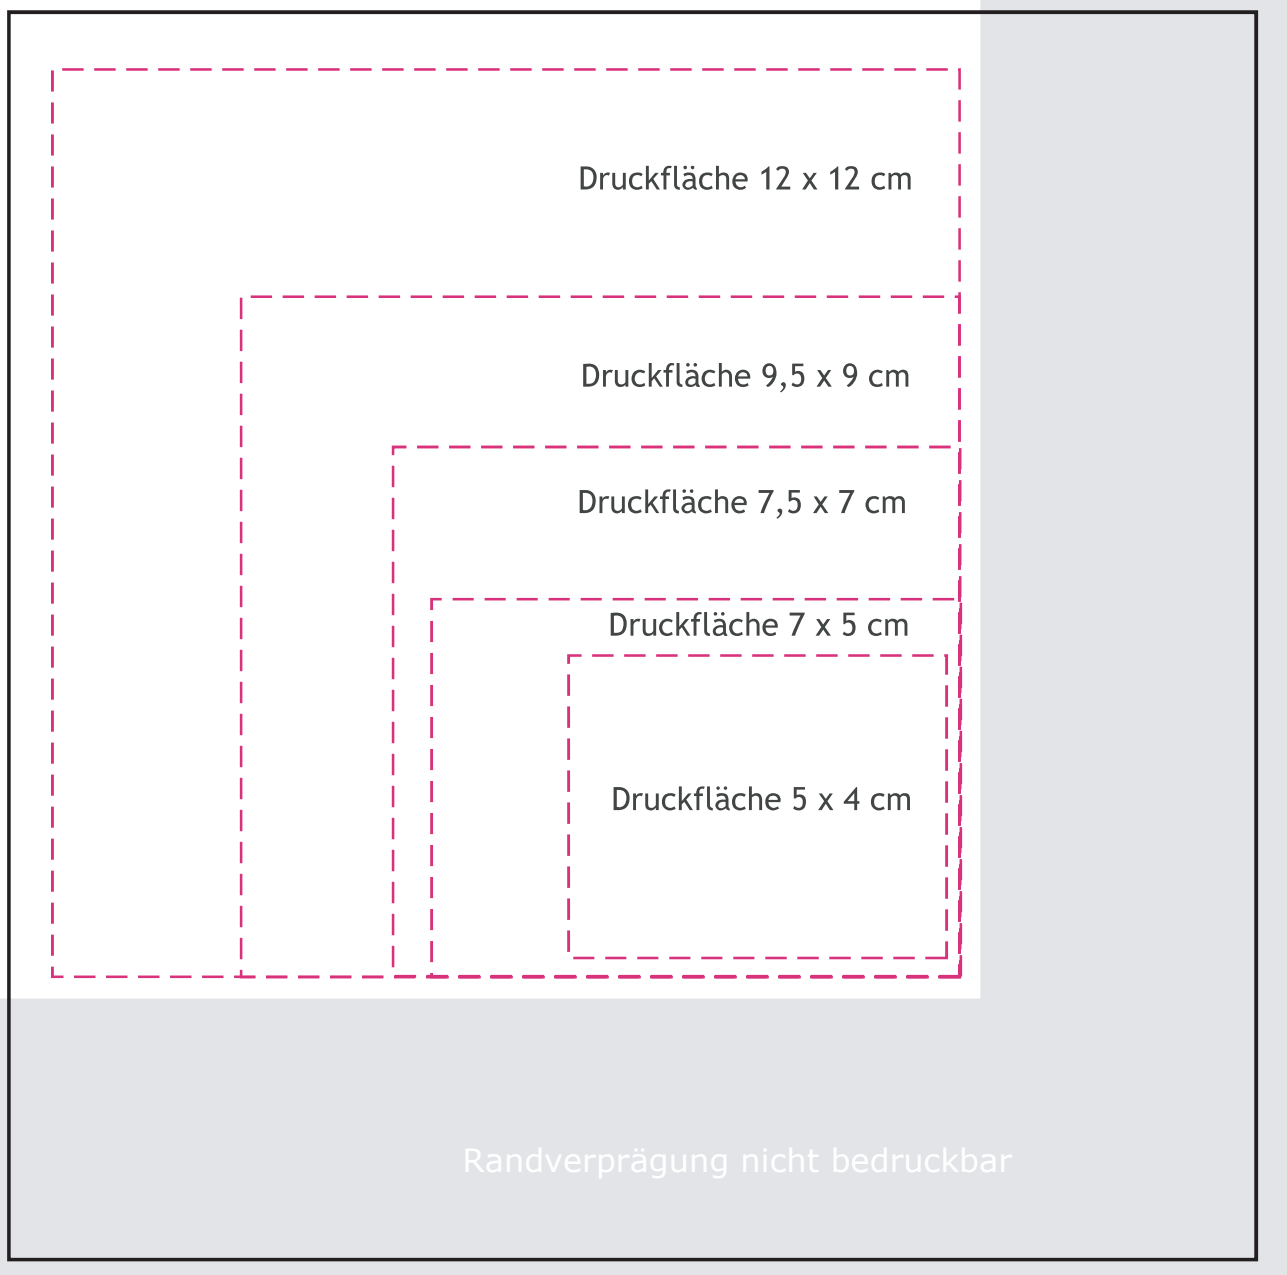 Druckfläche 12 x 12 cm
Druckfläche 9,5 x 9 cm
Druckfläche 7,5 x 7 cm
Druckfläche 7 x 5 cm
Druckfläche 5 x 4 cm
Randverprägung nicht bedruckbar